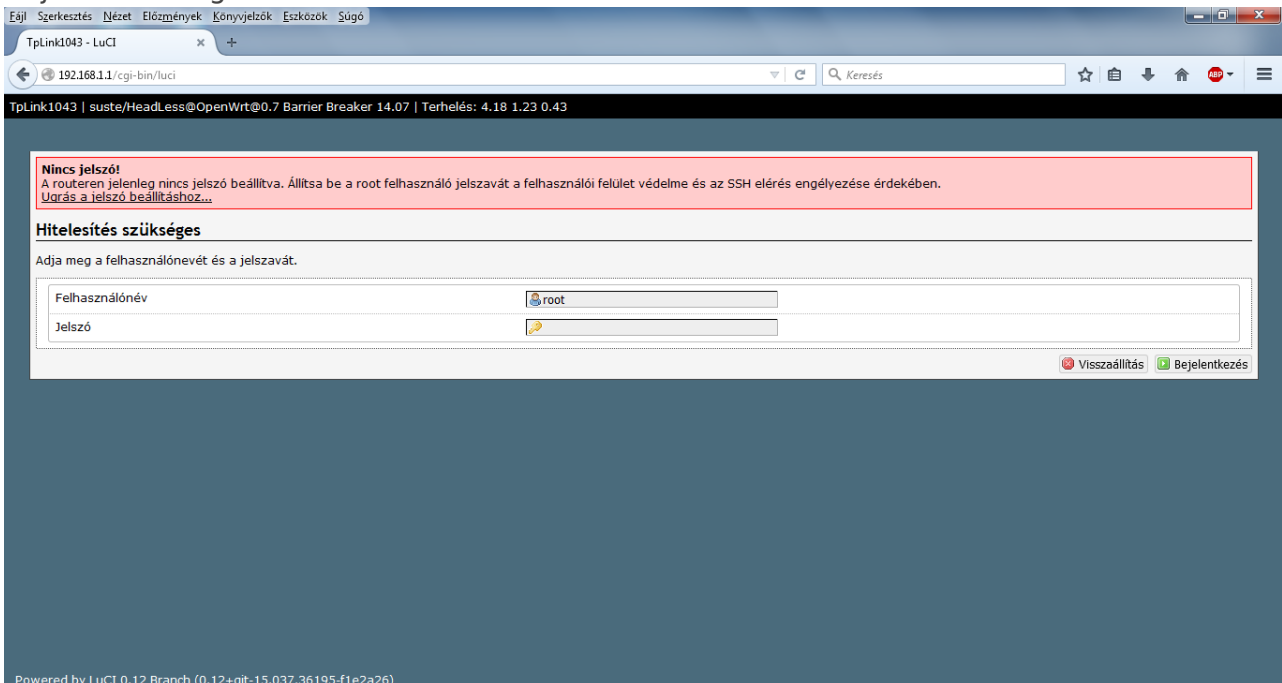 Fájl Szerkesztés Nézet Előzmények Könyvjelzők Eszközök Súgó
TpLink1043 - LuCI
192.168.1.1/cgi-bin/luci
Keresés
ABP
TpLink1043 | suste/HeadLess@OpenWrt@0.7 Barrier Breaker 14.07 | Terhelés: 4.18 1.23 0.43
Nincs jelszó!
A routeren jelenleg nincs jelszó beállítva. Állítsa be a root felhasználó jelszavát a felhasználói felület védelme és az SSH elérés engélyezése érdekében.
Ugrás a jelszó beállításhoz...
Hitelesítés szükséges
Adja meg a felhasználónevét és a jelszavát.
Felhasználónév
root
Jelszó
Visszaállítás Bejelentkezés
Powered by LuCI 0.12 Branch (0.12+git-15.037.36195-f1e2a26)